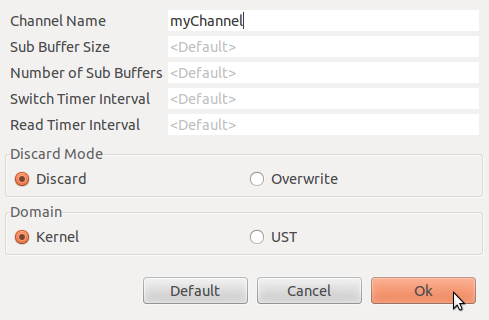 Channel Name myChannel
Sub Buffer Size <Default>
Number of Sub Buffers <Default>
Switch Timer Interval <Default>
Read Timer Interval <Default>
Discard Mode
Discard Overwrite
Domain
Kernel UST
Default Cancel Ok